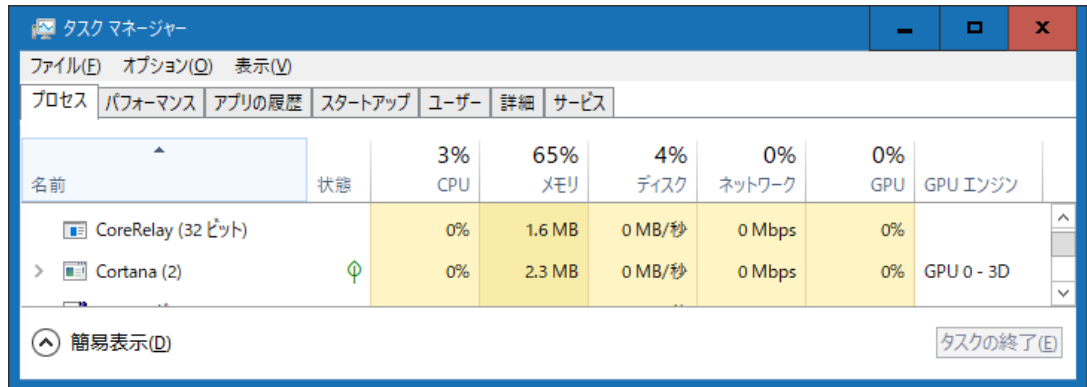 タスク マネージャー
ファイル(F) オプション(O) 表示(V)
プロセス パフォーマンス アプリの履歴 スタートアップ ユーザー 詳細 サービス
3% 65% 4% 0% 0%
名前 状態 CPU メモリ ディスク ネットワーク GPU GPU エンジン
CoreRelay (32 ビット) 0% 1.6 MB 0 MB/秒 0 Mbps 0%
Cortana (2) 0% 2.3 MB 0 MB/秒 0 Mbps 0% GPU 0 - 3D
簡易表示(D) タスクの終了(E)